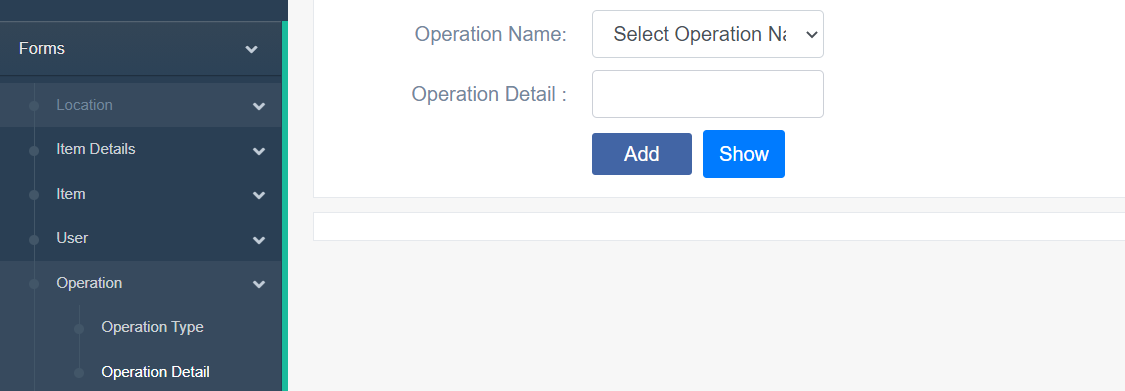 Forms
Location
Item Details
Item
User
Operation
Operation Type
Operation Detail
Operation Name:
Select Operation Na
Operation Detail :
Add
Show